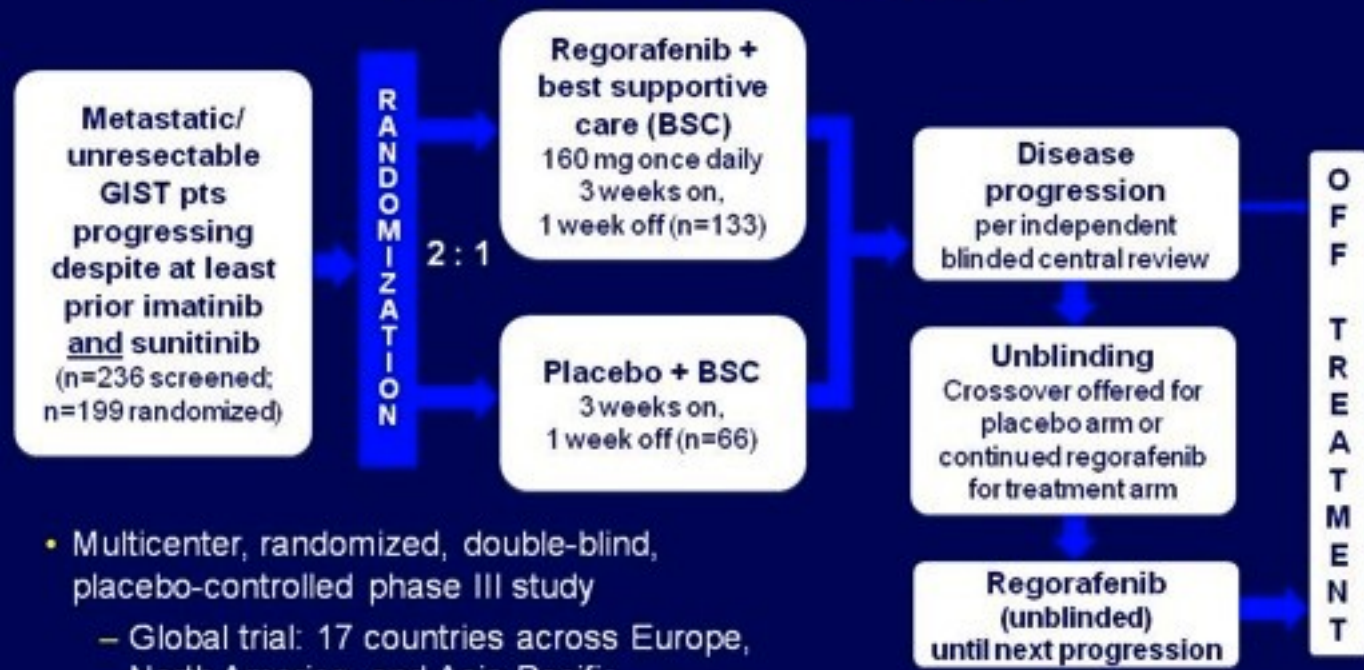 Metastatic/
unresectable
GIST pts
progressing
despite at least
prior imatinib
and sunitinib
(n=236 screened;
n=199 randomized)
RANDOMIZATION
2 : 1
Regorafenib +
best supportive
care (BSC)
160 mg once daily
3 weeks on,
1 week off (n=133)
Placebo + BSC
3 weeks on,
1 week off (n=66)
Disease
progression
per independent
blinded central review
Unblinding
Crossover offered for
placebo arm or
continued regorafenib
for treatment arm
Regorafenib
(unblinded)
until next progression
OFF TREATMENT
• Multicenter, randomized, double-blind,
placebo-controlled phase III study
– Global trial: 17 countries across Europe,